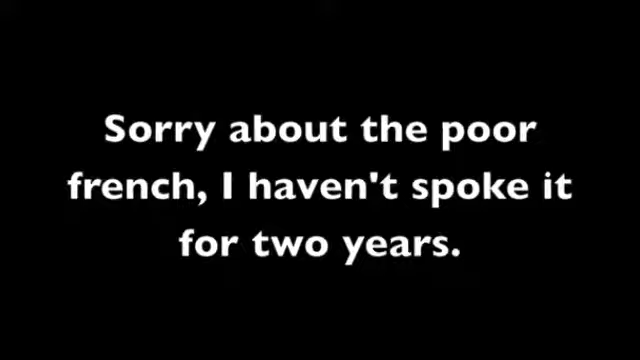 Sorry about the poor
french, I haven't spoke it
for two years.